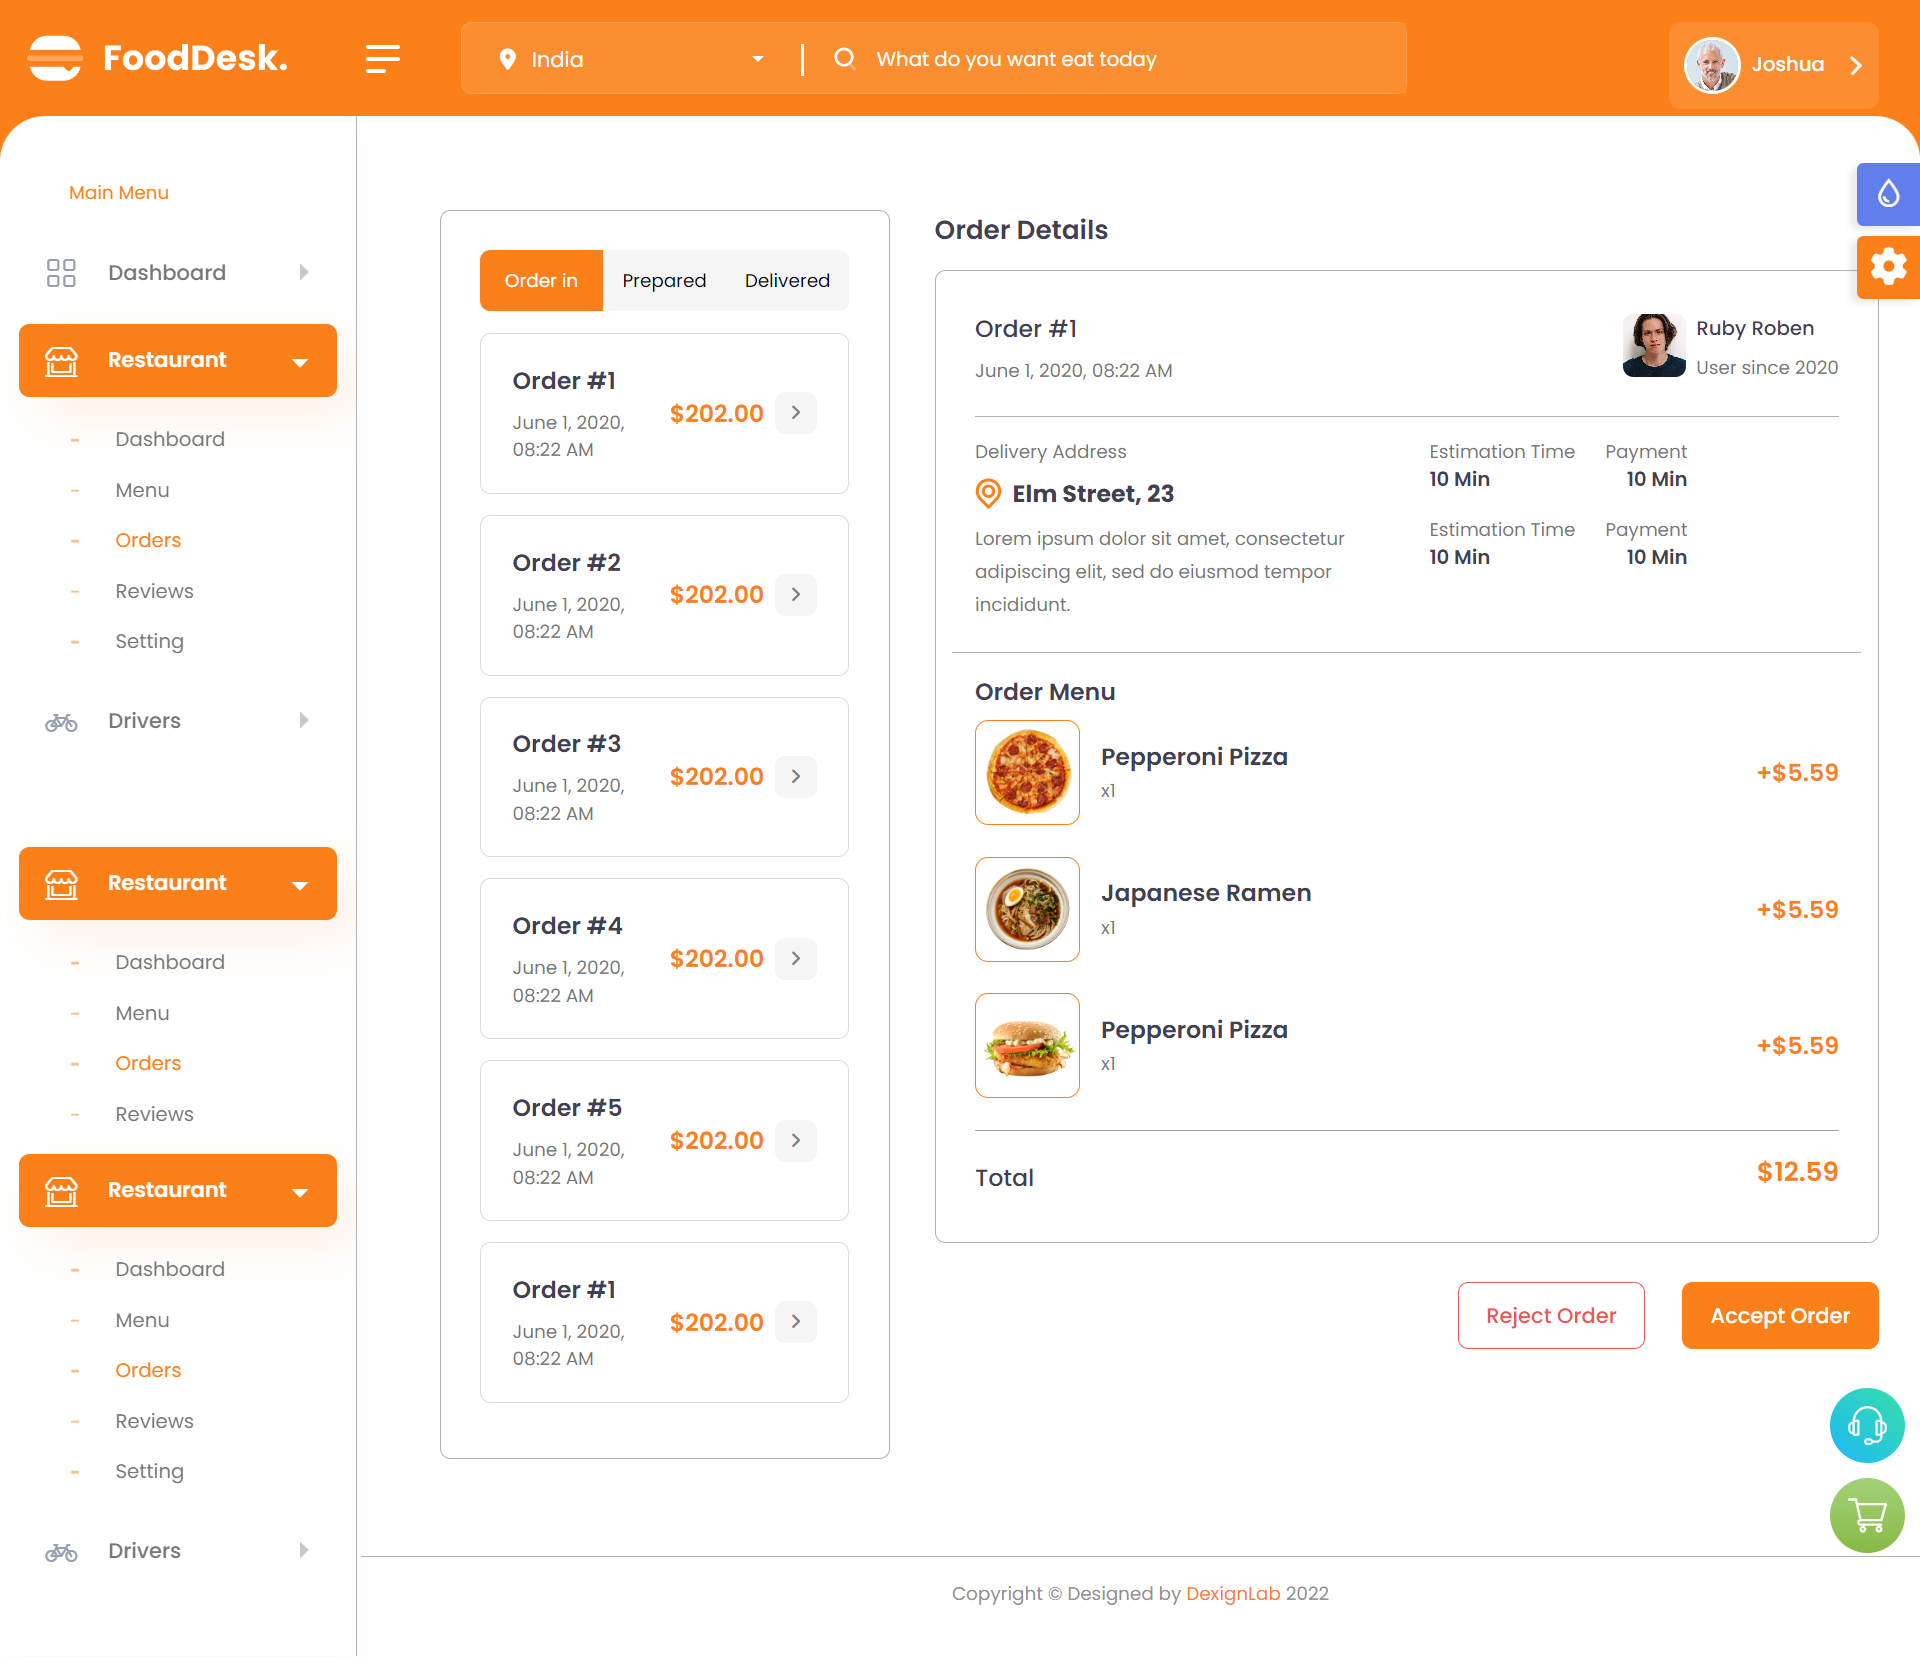 FoodDesk.
India
What do you want eat today
Joshua
Main Menu
Dashboard
Restaurant
- Dashboard
- Menu
- Orders
- Reviews
- Setting
Drivers
Restaurant
- Dashboard
- Menu
- Orders
- Reviews
Restaurant
- Dashboard
- Menu
- Orders
- Reviews
- Setting
Drivers
Order in Prepared Delivered
Order #1
June 1, 2020,
08:22 AM
$202.00
Order #2
June 1, 2020,
08:22 AM
$202.00
Order #3
June 1, 2020,
08:22 AM
$202.00
Order #4
June 1, 2020,
08:22 AM
$202.00
Order #5
June 1, 2020,
08:22 AM
$202.00
Order #1
June 1, 2020,
08:22 AM
$202.00
Order Details
Order #1
June 1, 2020, 08:22 AM
Ruby Roben
User since 2020
Delivery Address
Elm Street, 23
Lorem ipsum dolor sit amet, consectetur
adipiscing elit, sed do eiusmod tempor
incididunt.
Estimation Time Payment
10 Min 10 Min
Estimation Time Payment
10 Min 10 Min
Order Menu
Pepperoni Pizza
x1
+$5.59
Japanese Ramen
x1
+$5.59
Pepperoni Pizza
x1
+$5.59
Total $12.59
Reject Order Accept Order
Copyright © Designed by DexignLab 2022